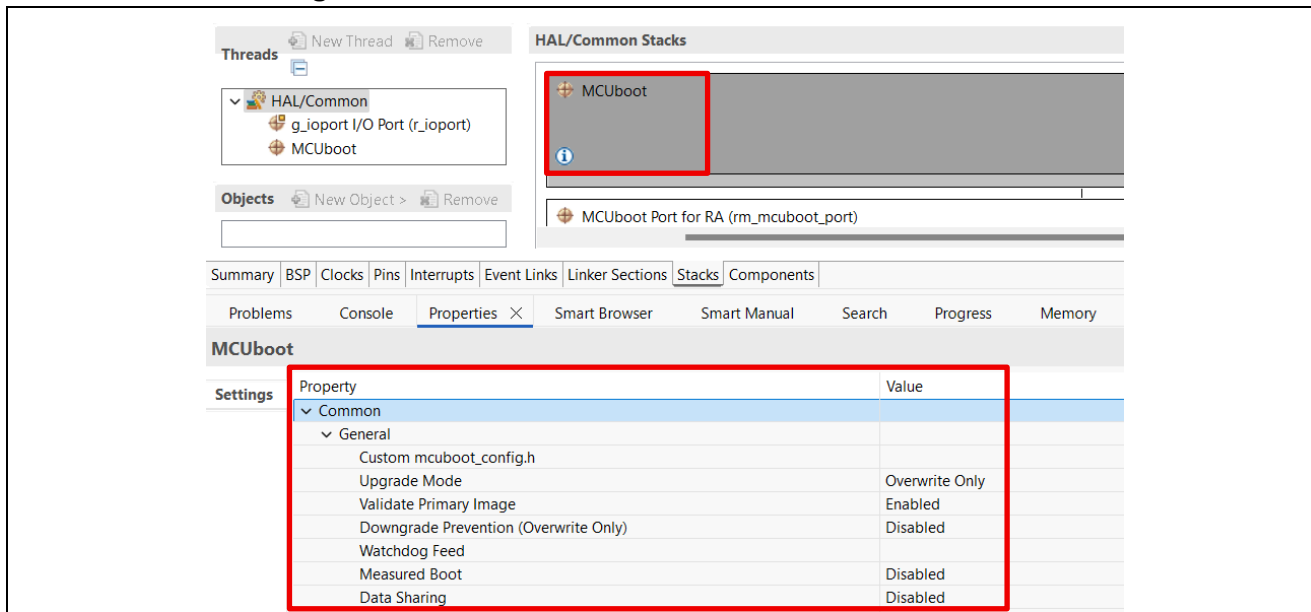 New Thread Remove
Threads
HAL/Common
g_ioport I/O Port (r_ioport)
MCUboot
Objects New Object > Remove
HAL/Common Stacks
MCUboot
MCUboot Port for RA (rm_mcuboot_port)
Summary BSP Clocks Pins Interrupts Event Links Linker Sections Stacks Components
Problems Console Properties Smart Browser Smart Manual Search Progress Memory
MCUboot
Settings
Property Value
Common
General
Custom mcuboot_config.h
Upgrade Mode Overwrite Only
Validate Primary Image Enabled
Downgrade Prevention (Overwrite Only) Disabled
Watchdog Feed
Measured Boot Disabled
Data Sharing Disabled